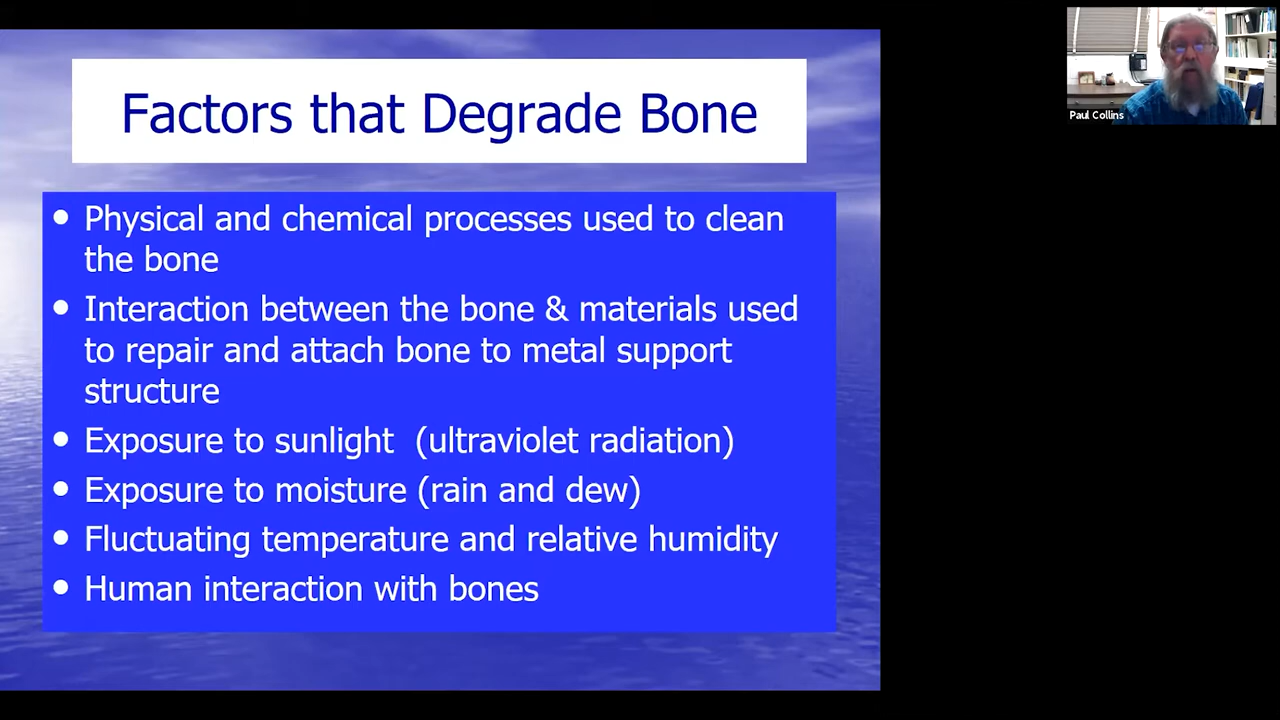 Factors that Degrade Bone
• Physical and chemical processes used to clean
the bone
• Interaction between the bone & materials used
to repair and attach bone to metal support
structure
• Exposure to sunlight  (ultraviolet radiation)
• Exposure to moisture (rain and dew)
• Fluctuating temperature and relative humidity
• Human interaction with bones
Paul Collins